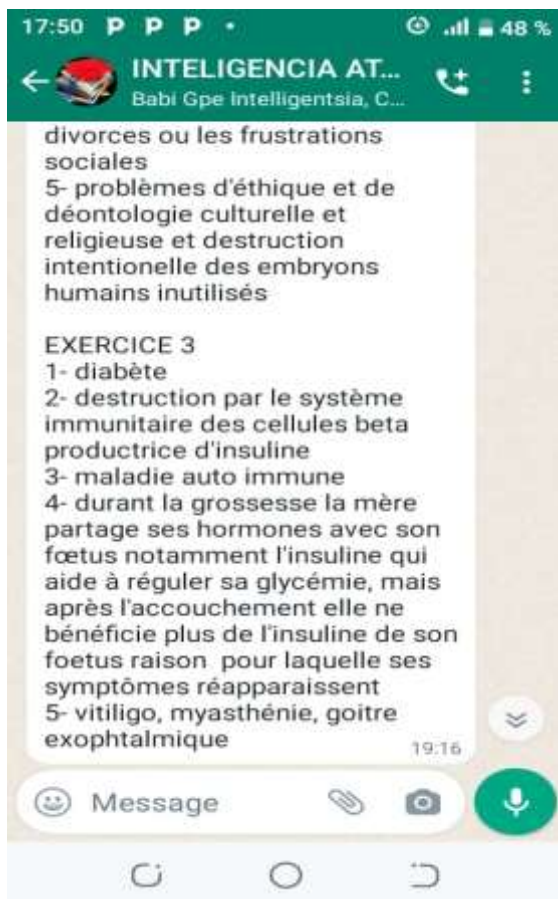 17:50 P P P • 48 %
INTELIGENCIA AT...
Babi Gpe Intelligentsia, C...
divorces ou les frustrations
sociales
5- problèmes d'éthique et de
déontologie culturelle et
religieuse et destruction
intentionelle des embryons
humains inutilisés
EXERCICE 3
1- diabète
2- destruction par le système
immunitaire des cellules beta
productrice d'insuline
3- maladie auto immune
4- durant la grossesse la mère
partage ses hormones avec son
fœtus notamment l'insuline qui
aide à réguler sa glycémie, mais
après l'accouchement elle ne
bénéficie plus de l'insuline de son
foetus raison pour laquelle ses
symptômes réapparaissent
5- vitiligo, myasthénie, goitre
exophtalmique
19:16
Message